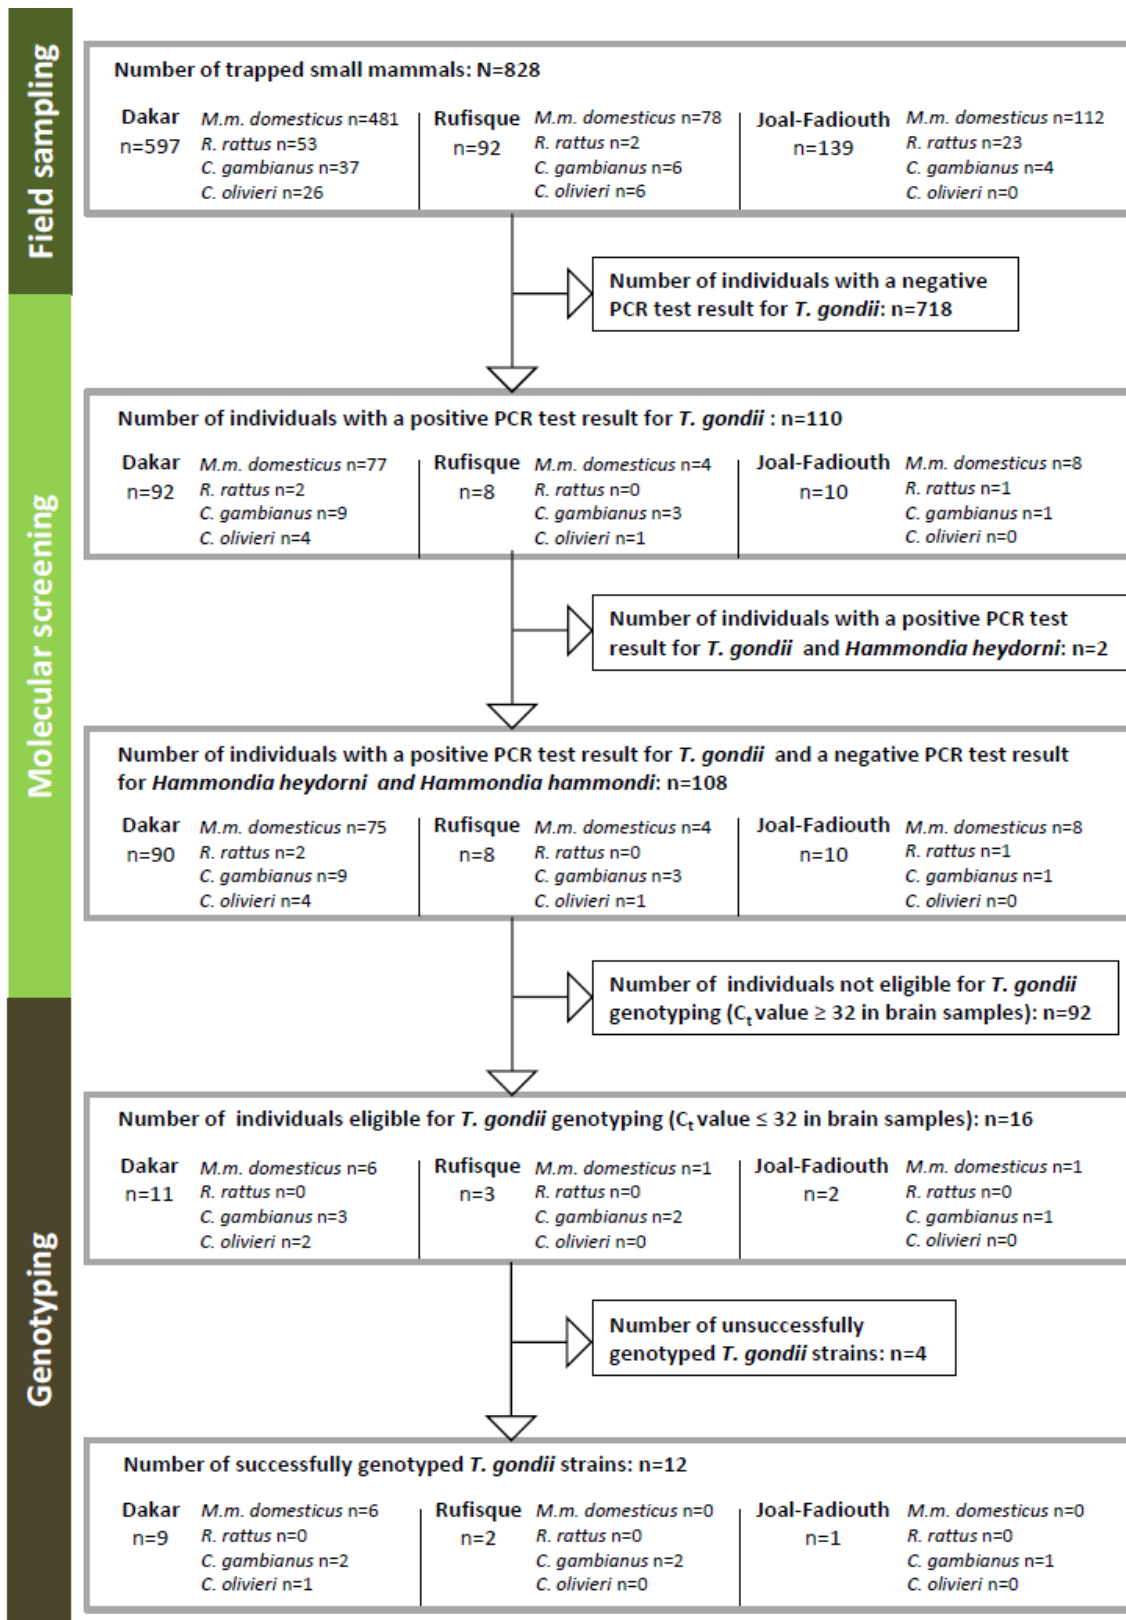 Field sampling
Number of trapped small mammals: N=828
Dakar
n=597
M.m. domesticus n=481
R. rattus n=53
C. gambianus n=37
C. olivieri n=26
Rufisque
n=92
M.m. domesticus n=78
R. rattus n=2
C. gambianus n=6
C. olivieri n=6
Joal-Fadiouth
n=139
M.m. domesticus n=112
R. rattus n=23
C. gambianus n=4
C. olivieri n=0
Number of individuals with a negative
PCR test result for T. gondii: n=718
Molecular screening
Number of individuals with a positive PCR test result for T. gondii : n=110
Dakar
n=92
M.m. domesticus n=77
R. rattus n=2
C. gambianus n=9
C. olivieri n=4
Rufisque
n=8
M.m. domesticus n=4
R. rattus n=0
C. gambianus n=3
C. olivieri n=1
Joal-Fadiouth
n=10
M.m. domesticus n=8
R. rattus n=1
C. gambianus n=1
C. olivieri n=0
Number of individuals with a positive PCR test
result for T. gondii and Hammondia heydorni: n=2
Number of individuals with a positive PCR test result for T. gondii and a negative PCR test result
for Hammondia heydorni and Hammondia hammondi: n=108
Dakar
n=90
M.m. domesticus n=75
R. rattus n=2
C. gambianus n=9
C. olivieri n=4
Rufisque
n=8
M.m. domesticus n=4
R. rattus n=0
C. gambianus n=3
C. olivieri n=1
Joal-Fadiouth
n=10
M.m. domesticus n=8
R. rattus n=1
C. gambianus n=1
C. olivieri n=0
Number of individuals not eligible for T. gondii
genotyping (Ct value ≥ 32 in brain samples): n=92
Genotyping
Number of individuals eligible for T. gondii genotyping (Ct value ≤ 32 in brain samples): n=16
Dakar
n=11
M.m. domesticus n=6
R. rattus n=0
C. gambianus n=3
C. olivieri n=2
Rufisque
n=3
M.m. domesticus n=1
R. rattus n=0
C. gambianus n=2
C. olivieri n=0
Joal-Fadiouth
n=2
M.m. domesticus n=1
R. rattus n=0
C. gambianus n=1
C. olivieri n=0
Number of unsuccessfully
genotyped T. gondii strains: n=4
Number of successfully genotyped T. gondii strains: n=12
Dakar
n=9
M.m. domesticus n=6
R. rattus n=0
C. gambianus n=2
C. olivieri n=1
Rufisque
n=2
M.m. domesticus n=0
R. rattus n=0
C. gambianus n=2
C. olivieri n=0
Joal-Fadiouth
n=1
M.m. domesticus n=0
R. rattus n=0
C. gambianus n=1
C. olivieri n=0